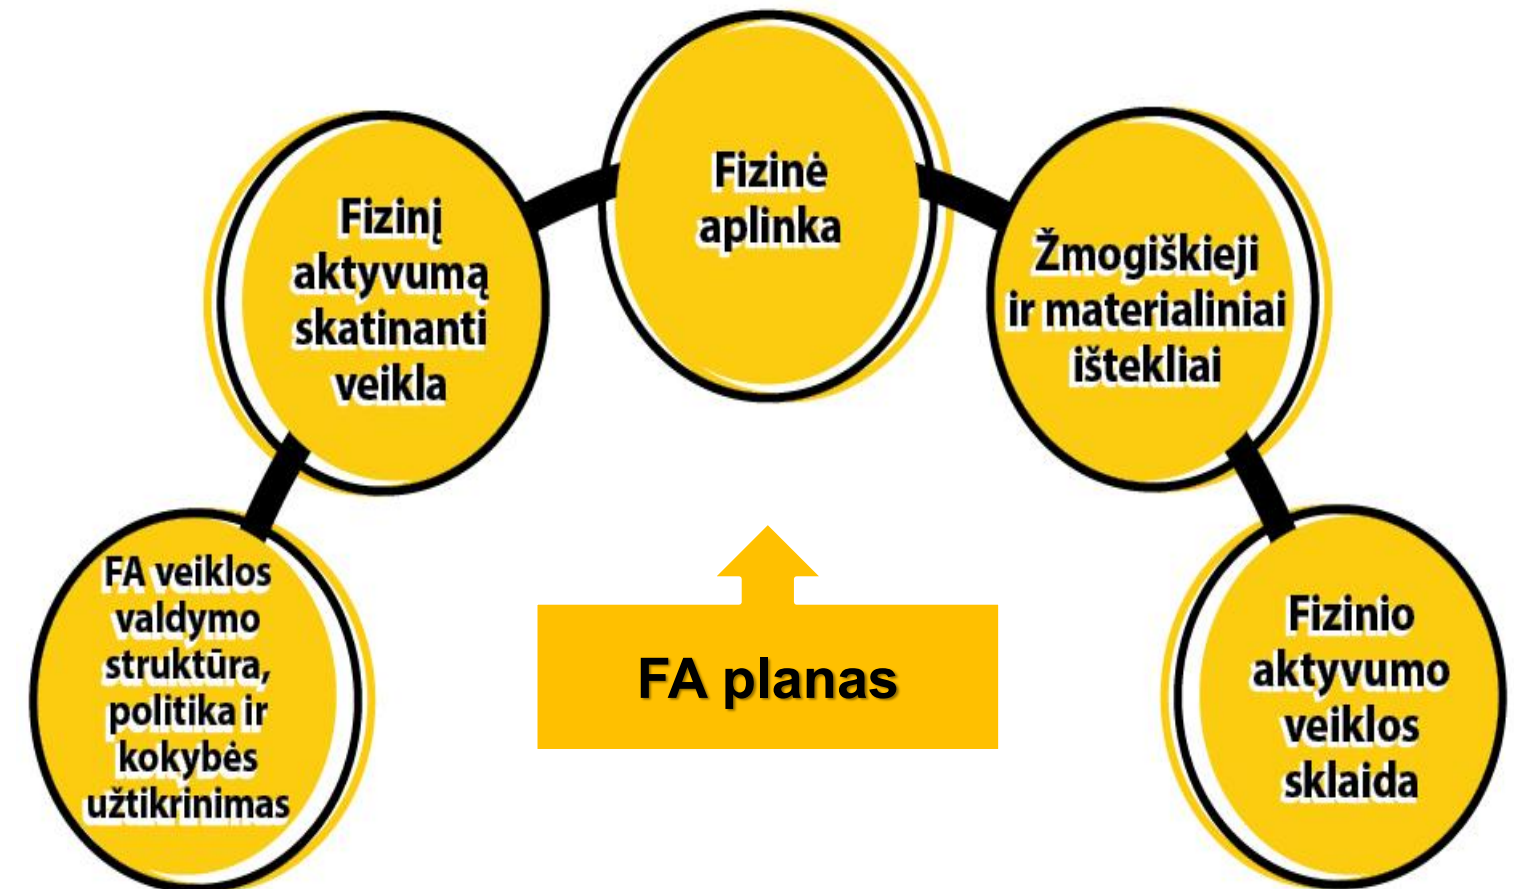 FA veiklos
valdymo
struktūra,
politika ir
kokybės
užtikrinimas
Fizinį
aktyvumą
skatinanti
veikla
Fizinė
aplinka
Žmogiškieji
ir materialiniai
ištekliai
Fizinio
aktyvumo
veiklos
sklaida
FA planas